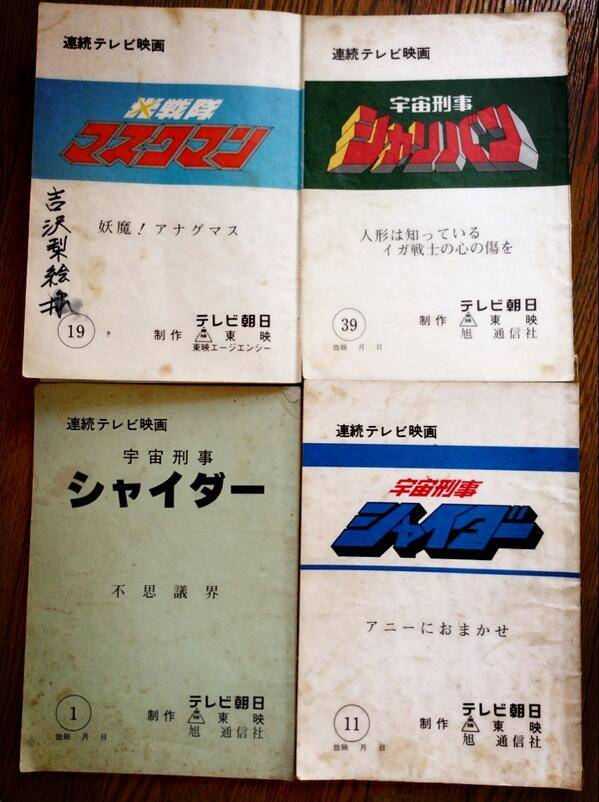 連続テレビ映画
光戦隊
マスクマン
妖魔!アナグマス
吉沢梨絵
19
制作
テレビ朝日
東映
東映エージエンシー
連続テレビ映画
宇宙刑事
シャリバン
人形は知っている
イガ戦士の心の傷を
39
放映 月 日
制作
テレビ朝日
東映
旭通信社
連続テレビ映画
宇宙刑事
シャイダー
不思議界
1
放映 月 日
制作
テレビ朝日
東映
旭通信社
連続テレビ映画
宇宙刑事
シャイダー
アニーにおまかせ
11
放映 月 日
制作
テレビ朝日
東映
旭通信社